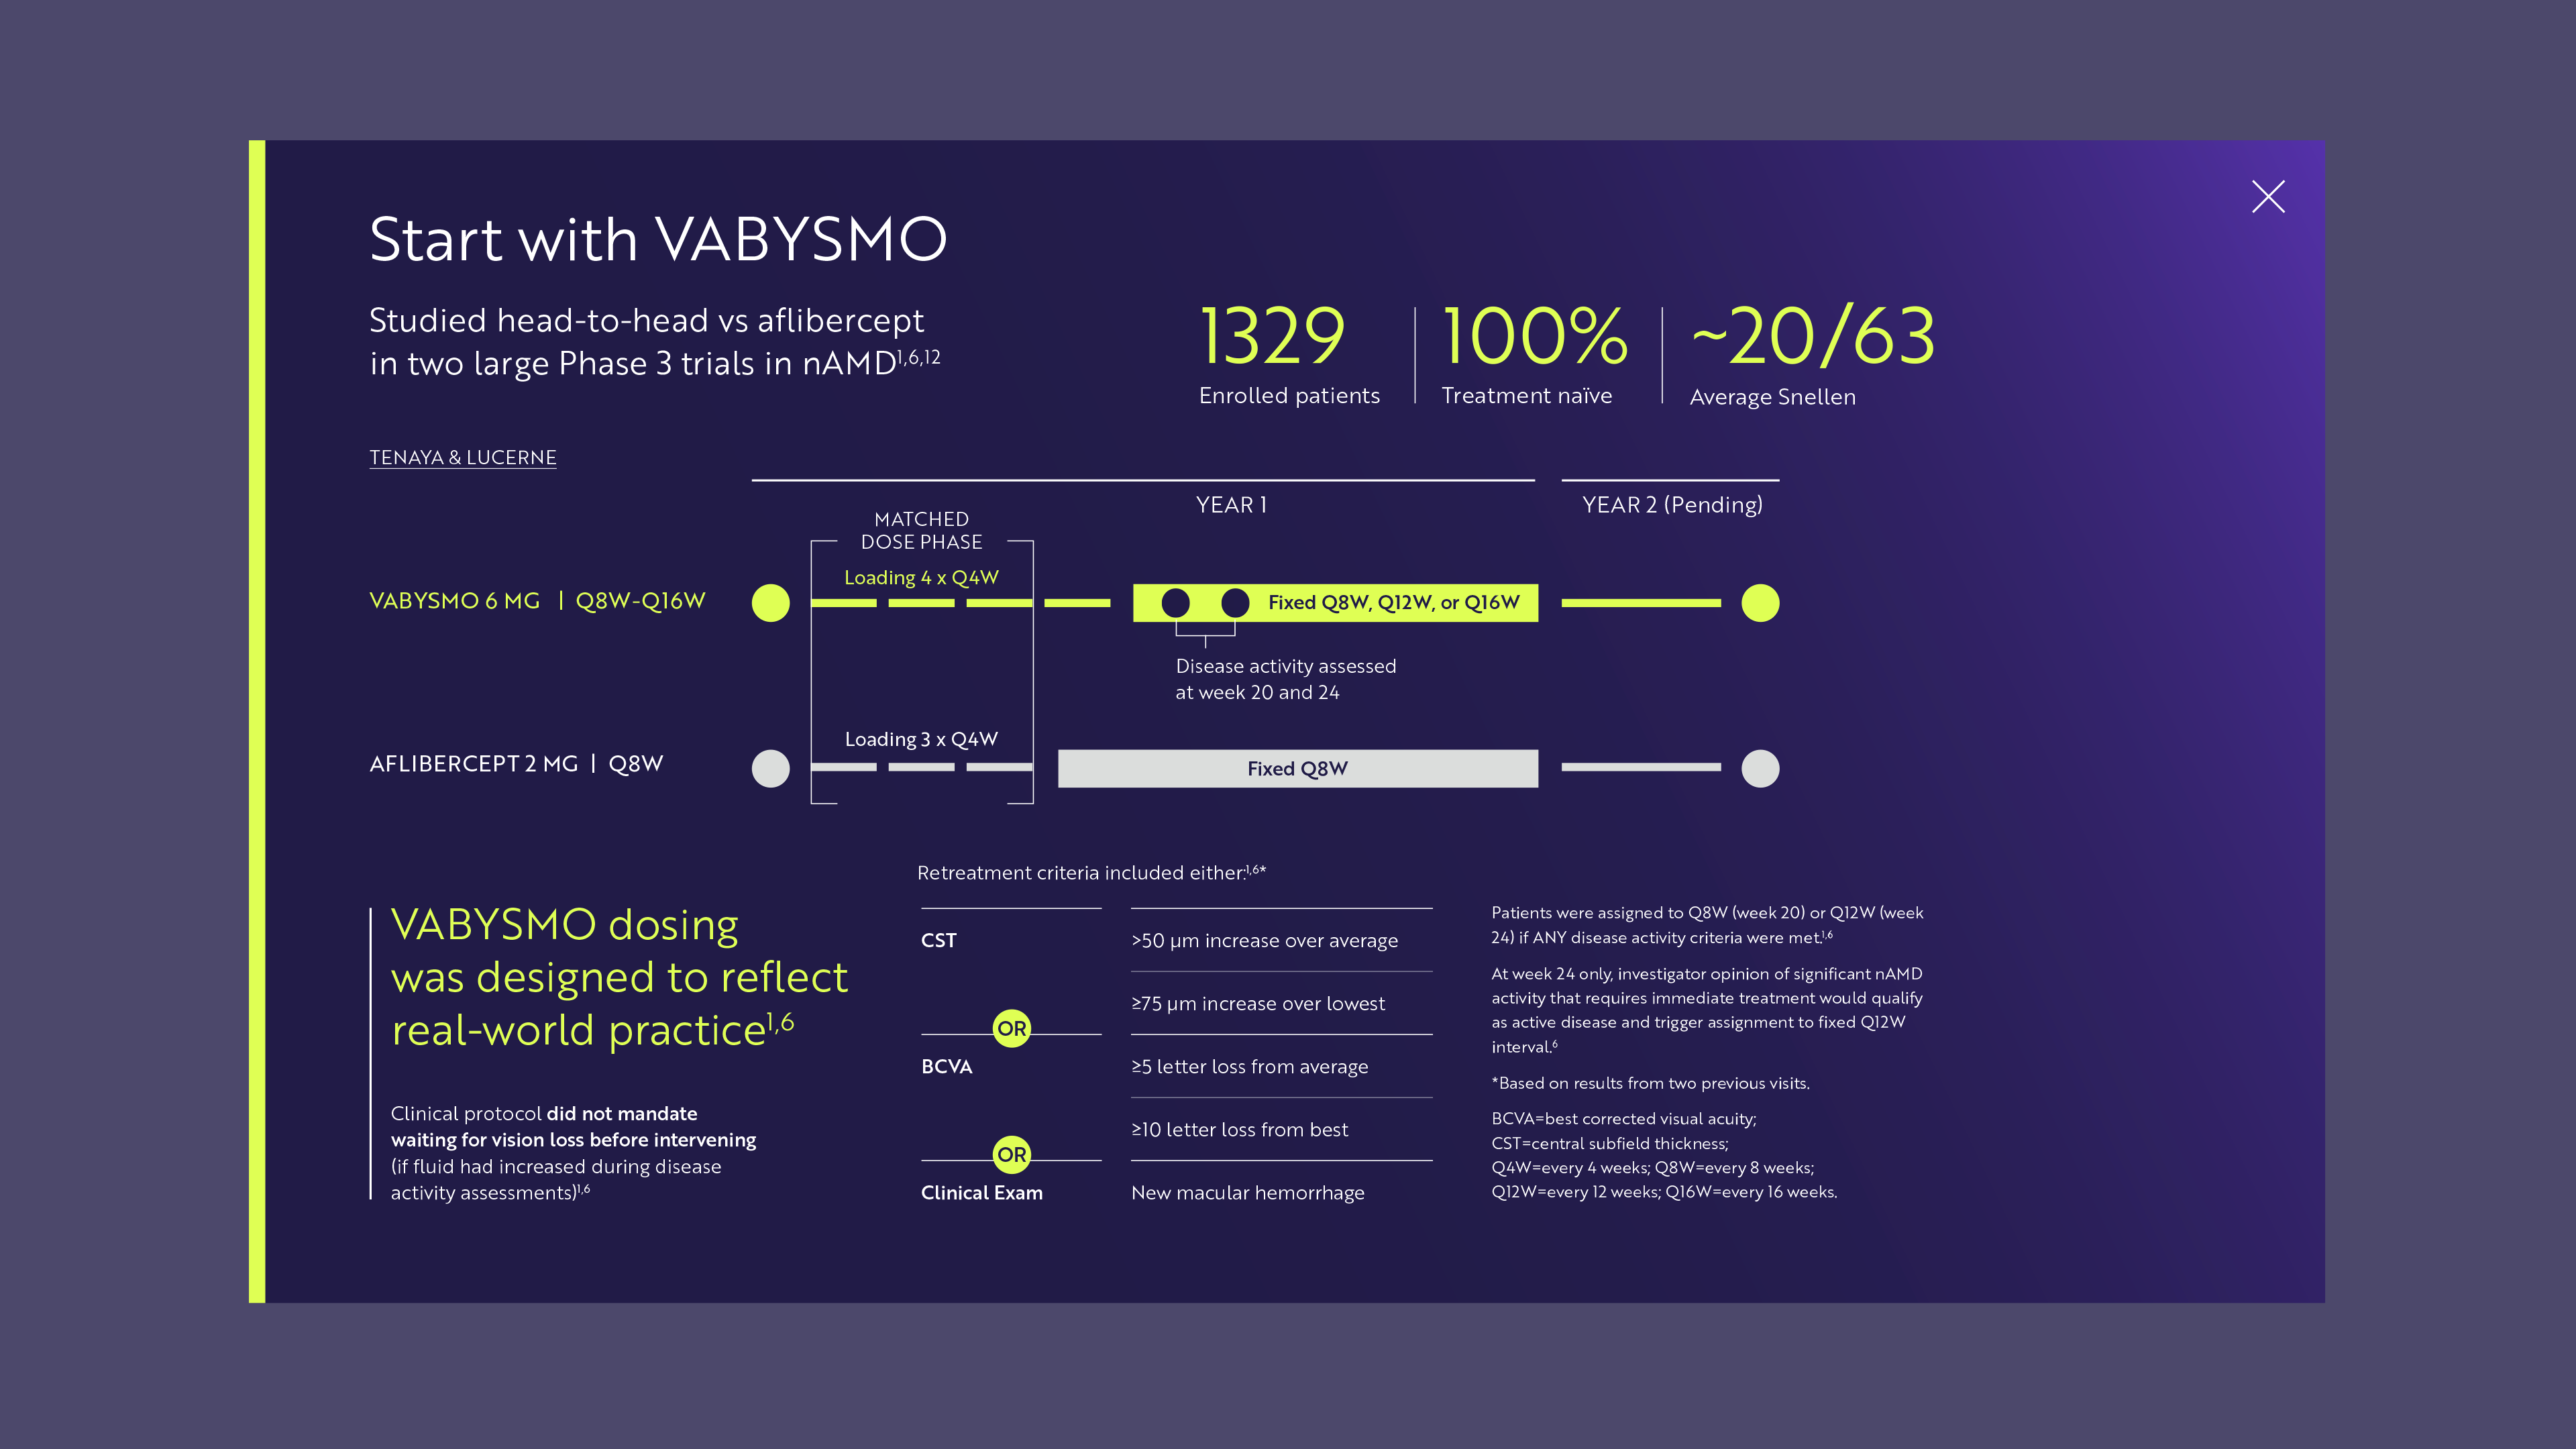 Start with VABYSMO
Studied head-to-head vs aflibercept
in two large Phase 3 trials in nAMD1,6,12
1329
Enrolled patients
100%
Treatment naïve
~20/63
Average Snellen
TENAYA & LUCERNE
YEAR 1
YEAR 2 (Pending)
MATCHED
DOSE PHASE
Loading 4 x Q4W
VABYSMO 6 MG | Q8W-Q16W
Fixed Q8W, Q12W, or Q16W
Disease activity assessed
at week 20 and 24
Loading 3 x Q4W
AFLIBERCEPT 2 MG | Q8W
Fixed Q8W
VABYSMO dosing
was designed to reflect
real-world practice1,6
Clinical protocol did not mandate
waiting for vision loss before intervening
(if fluid had increased during disease
activity assessments)1,6
Retreatment criteria included either:1,6*
CST
>50 µm increase over average
≥75 µm increase over lowest
OR
BCVA
≥5 letter loss from average
≥10 letter loss from best
OR
Clinical Exam
New macular hemorrhage
Patients were assigned to Q8W (week 20) or Q12W (week
24) if ANY disease activity criteria were met.1,6
At week 24 only, investigator opinion of significant nAMD
activity that requires immediate treatment would qualify
as active disease and trigger assignment to fixed Q12W
interval.6
*Based on results from two previous visits.
BCVA=best corrected visual acuity;
CST=central subfield thickness;
Q4W=every 4 weeks; Q8W=every 8 weeks;
Q12W=every 12 weeks; Q16W=every 16 weeks.